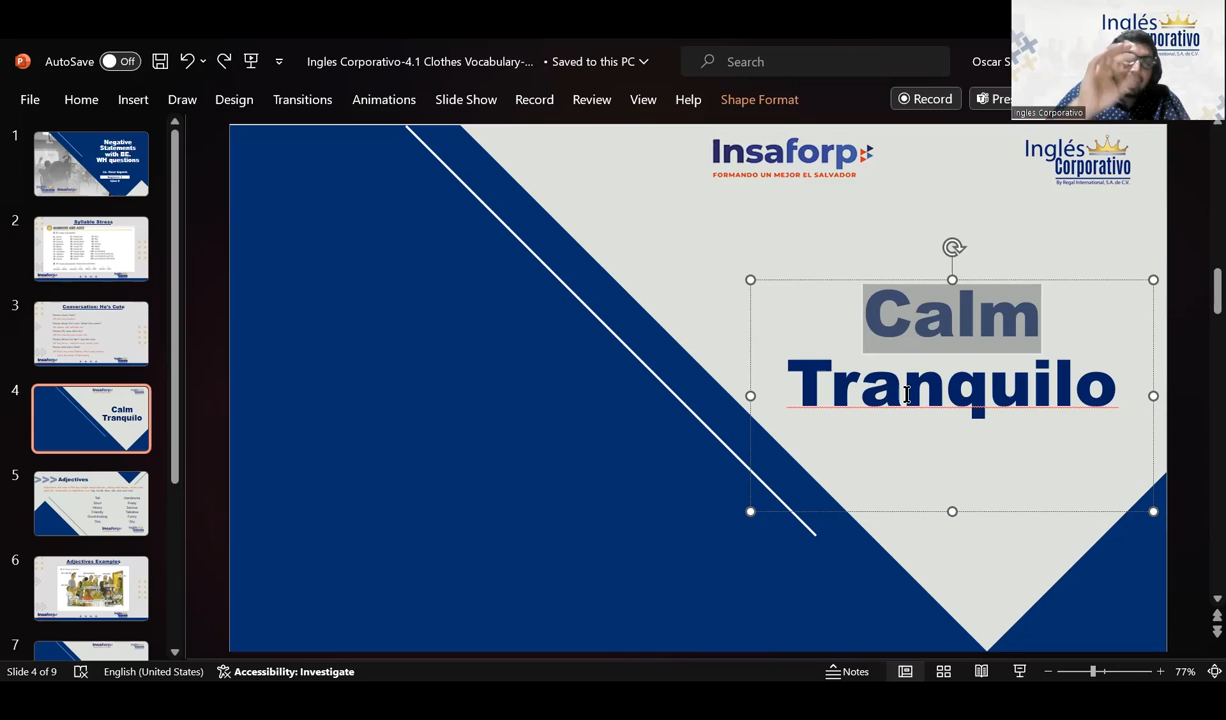 AutoSave Off
Ingles Corporativo-4.1 Clothes Vocabulary-... • Saved to this PC
Search
Oscar S
File Home Insert Draw Design Transitions Animations Slide Show Record Review View Help Shape Format
Record
Pres
Inglés
Corporativo
Ingles Corporativo
1
Negative
Statements
with BE.
WH questions
2
Syllable Stress
3
Conversation: He's Cute
4
Calm
Tranquilo
5
Adjectives
6
Adjectives Examples
7
Insaforp
FORMANDO UN MEJOR EL SALVADOR
Inglés
Corporativo
By Regal International, S.A. de C.V.
Calm
Tranquilo
Slide 4 of 9
English (United States)
Accessibility: Investigate
Notes
77%